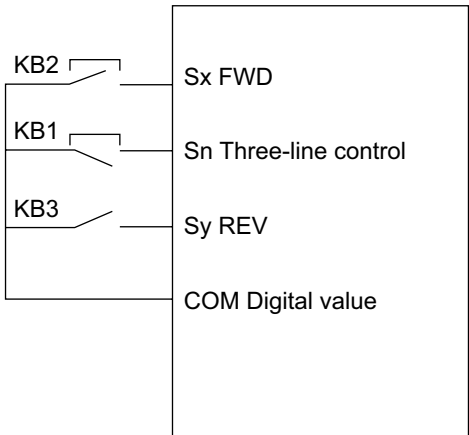 KB2
Sx FWD
KB1
Sn Three-line control
KB3
Sy REV
COM Digital value